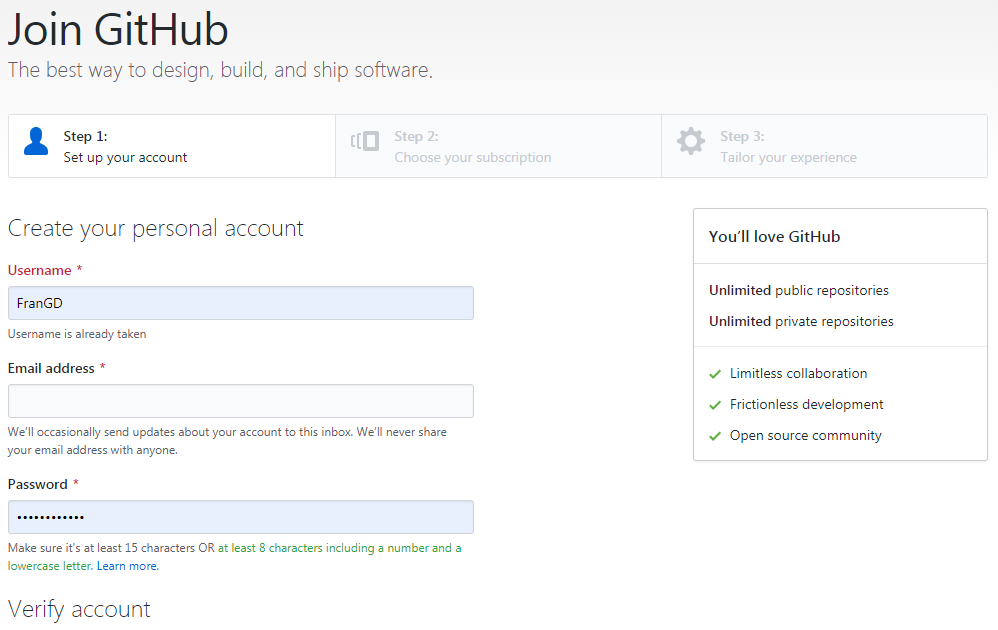 Join GitHub
The best way to design, build, and ship software.
Step 1:
Set up your account
Step 2:
Choose your subscription
Step 3:
Tailor your experience
Create your personal account
Username *
FranGD
Username is already taken
Email address *
We'll occasionally send updates about your account to this inbox. We'll never share
your email address with anyone.
Password *
••••••••••••
Make sure it's at least 15 characters OR at least 8 characters including a number and a
lowercase letter. Learn more.
Verify account
You'll love GitHub
Unlimited public repositories
Unlimited private repositories
Limitless collaboration
Frictionless development
Open source community